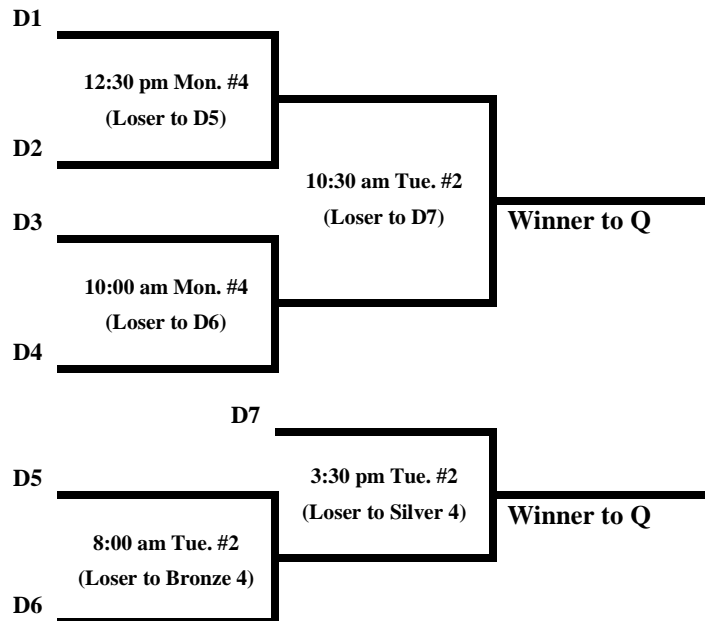 D1
12:30 pm Mon. #4
(Loser to D5)
D2
10:30 am Tue. #2
(Loser to D7)
Winner to Q
D3
10:00 am Mon. #4
(Loser to D6)
D4
D7
D5
3:30 pm Tue. #2
(Loser to Silver 4)
Winner to Q
8:00 am Tue. #2
(Loser to Bronze 4)
D6